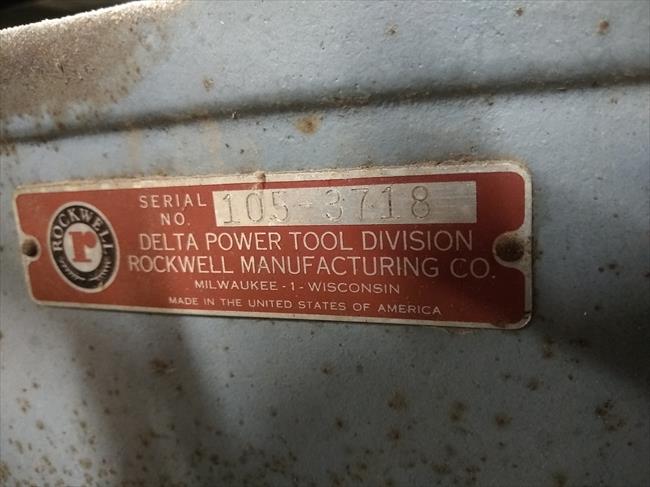 ROCKWELL
r
SERIAL
NO. 105-3718
DELTA POWER TOOL DIVISION
ROCKWELL MANUFACTURING CO.
MILWAUKEE - 1 - WISCONSIN
MADE IN THE UNITED STATES OF AMERICA